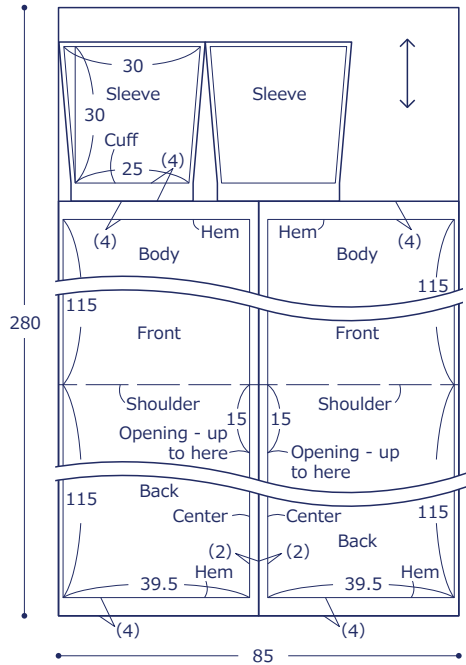 30
Sleeve
Sleeve
30
Cuff
25
(4)
(4)
Hem
Hem
(4)
Body
Body
115
115
280
Front
Front
Shoulder
Shoulder
15
15
Opening - up
to here
Opening - up
to here
115
Back
115
Center
Center
Back
(2)
(2)
39.5
Hem
39.5
Hem
(4)
(4)
85